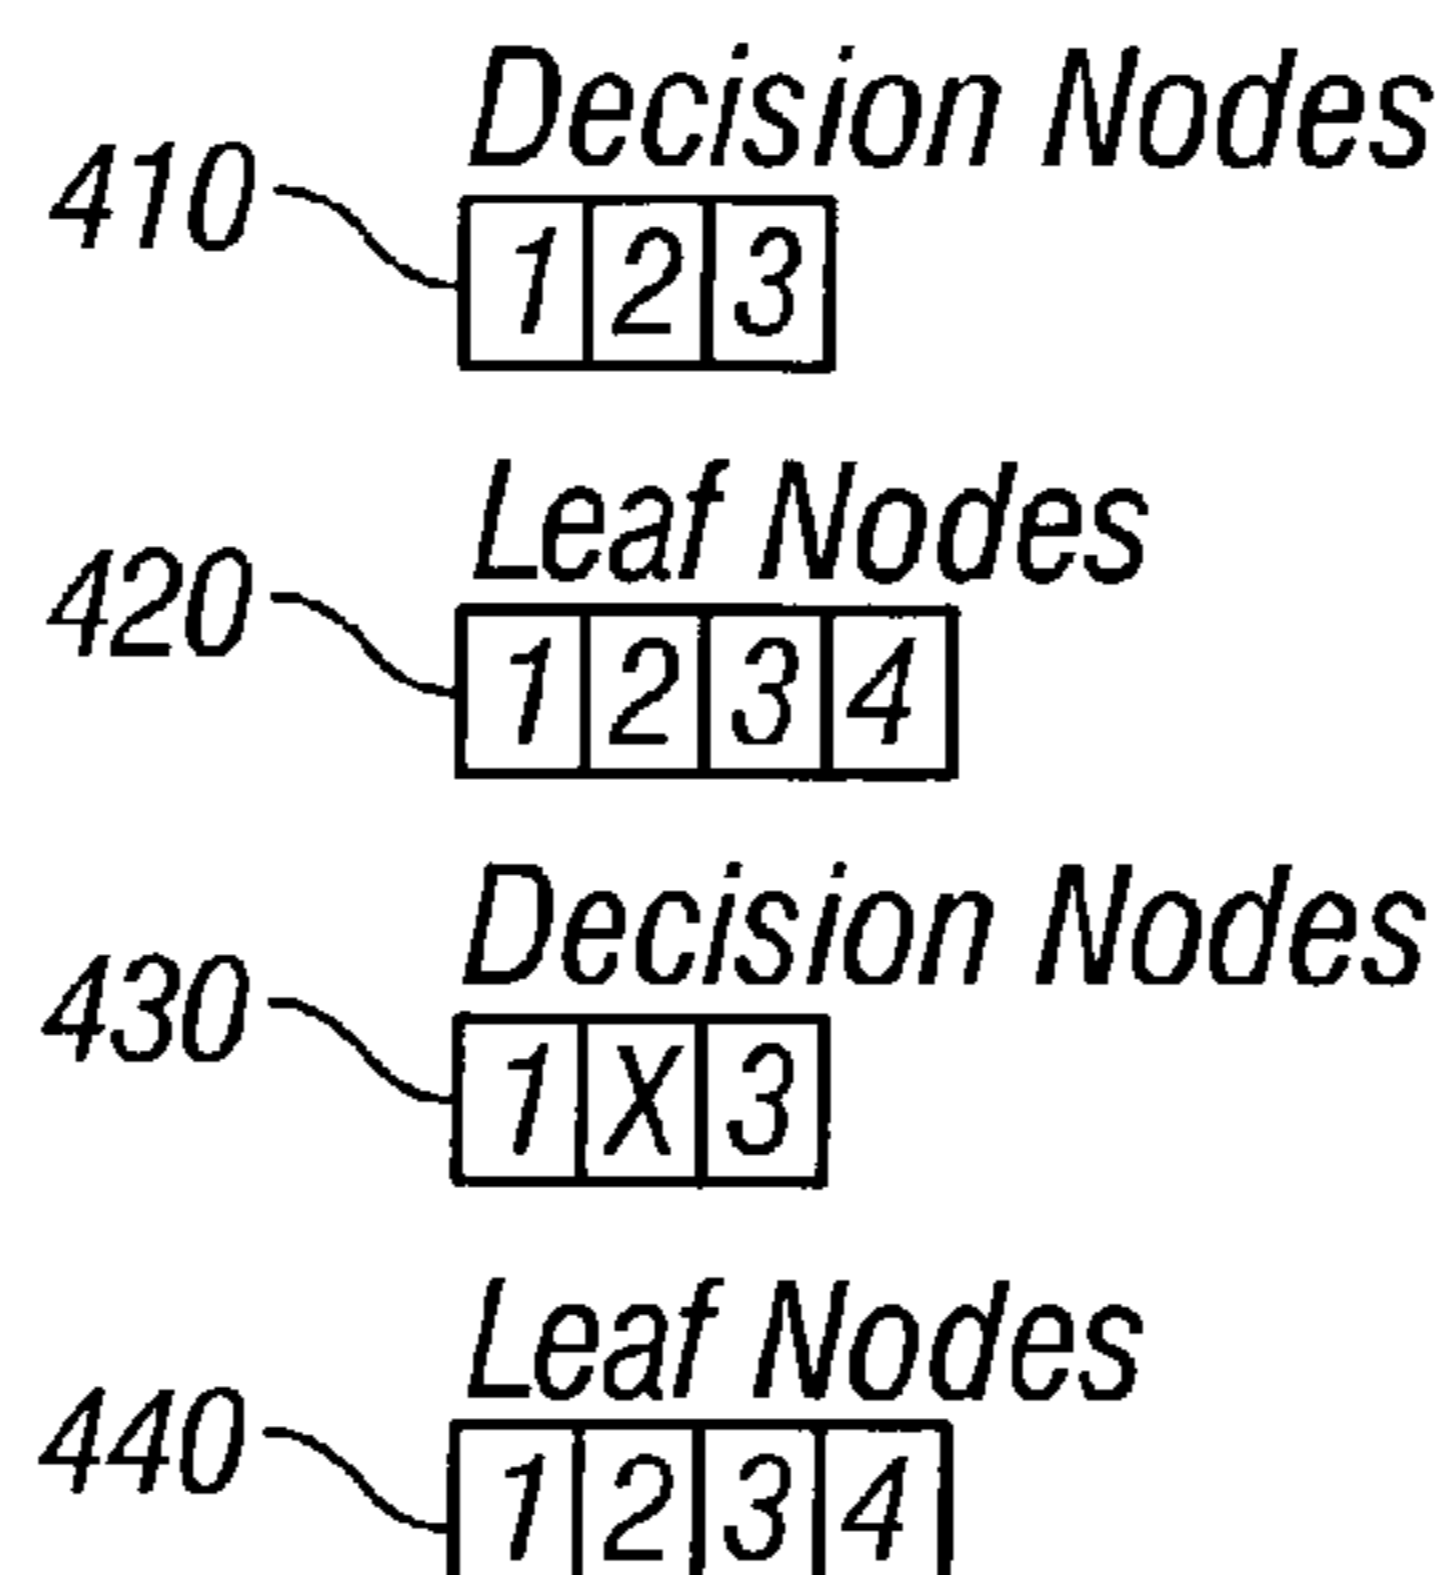 Decision Nodes
410 1 2 3
Leaf Nodes
420 1 2 3 4
Decision Nodes
430 1 X 3
Leaf Nodes
440 1 2 3 4